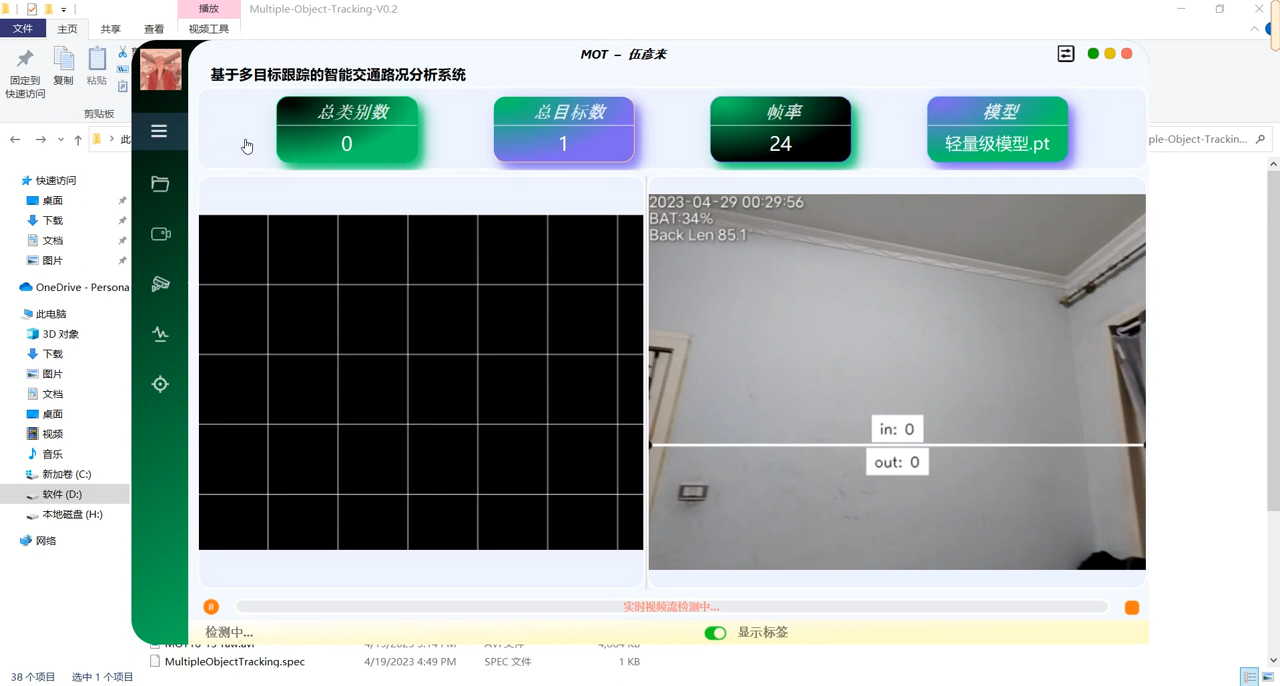 播放
Multiple-Object-Tracking-V0.2
文件
主页
共享
查看
视频工具
固定到
快速访问
复制
粘贴
剪贴板
MOT – 伍彦来
基于多目标跟踪的智能交通路况分析系统
总类别数
0
总目标数
1
帧率
24
模型
轻量级模型.pt
此
ple-Object-Trackin...
快速访问
桌面
下载
文档
图片
OneDrive - Persona
此电脑
3D 对象
下载
图片
文档
桌面
视频
音乐
新加卷 (C:)
软件 (D:)
本地磁盘 (H:)
网络
2023-04-29 00:29:56
BAT:34%
Back Len 85.1°
in: 0
out: 0
实时视频流检测中...
检测中...
显示标签
MultipleObjectTracking.spec
4/19/2023 4:49 PM
SPEC 文件
1 KB
38 个项目
选中 1 个项目